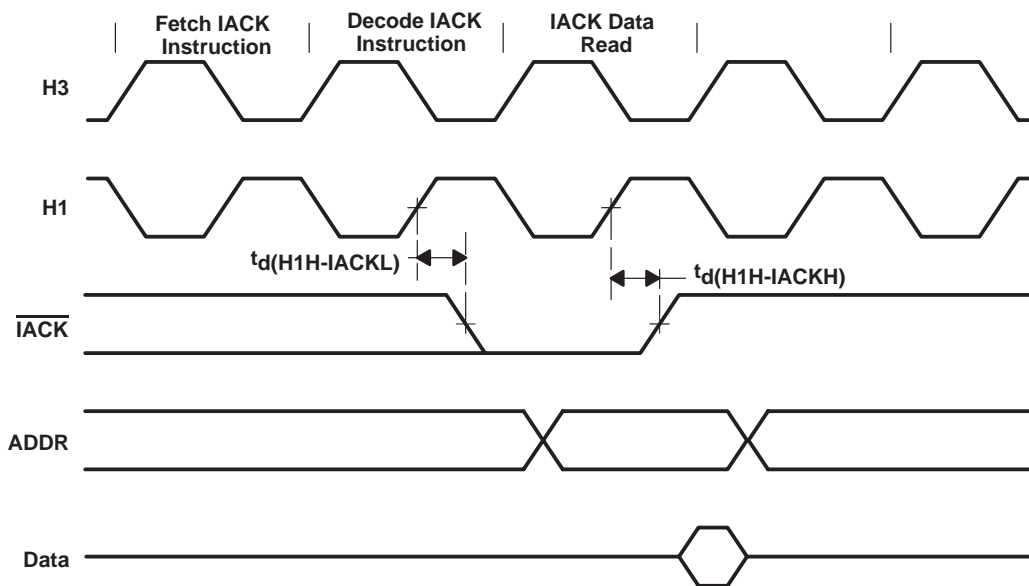 Fetch IACK
Instruction
Decode IACK
Instruction
IACK Data
Read
H3
H1
td(H1H-IACKL)
td(H1H-IACKH)
IACK
ADDR
Data